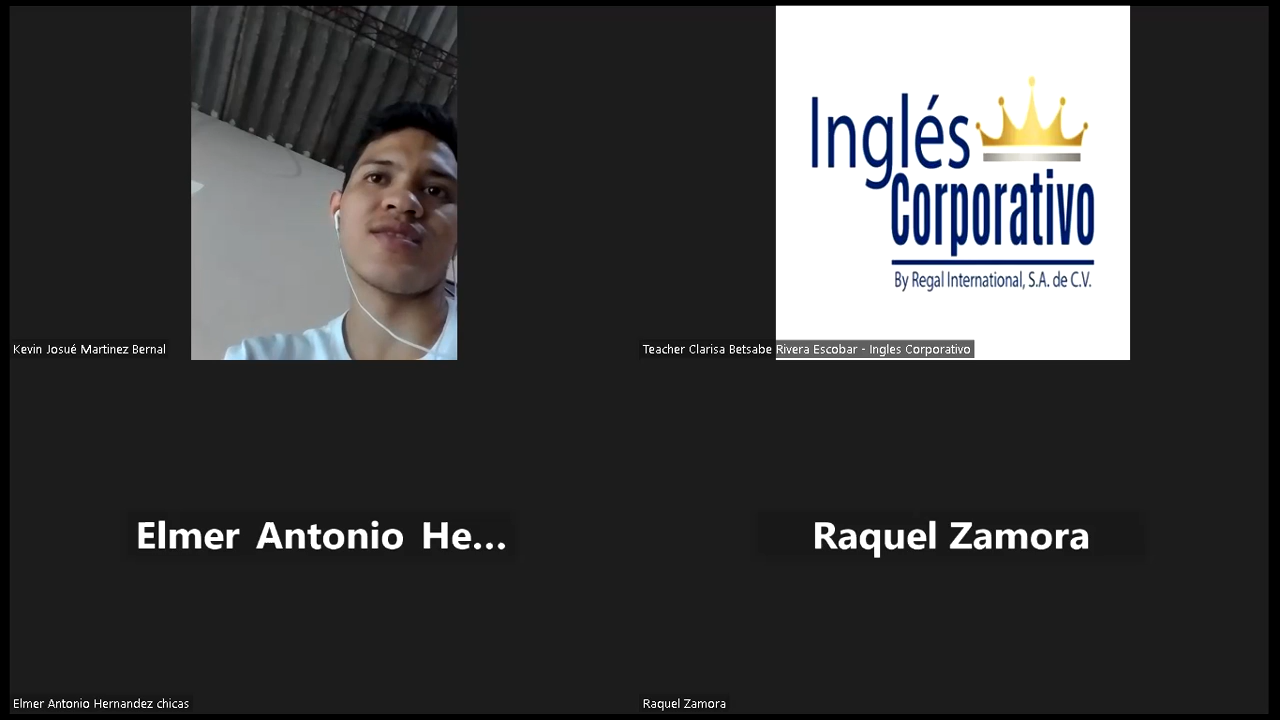 Inglés
Corporativo
By Regal International, S.A. de C.V.
Kevin Josué Martinez Bernal
Teacher Clarisa Betsabe Rivera Escobar - Ingles Corporativo
Elmer Antonio He...
Raquel Zamora
Elmer Antonio Hernandez chicas
Raquel Zamora